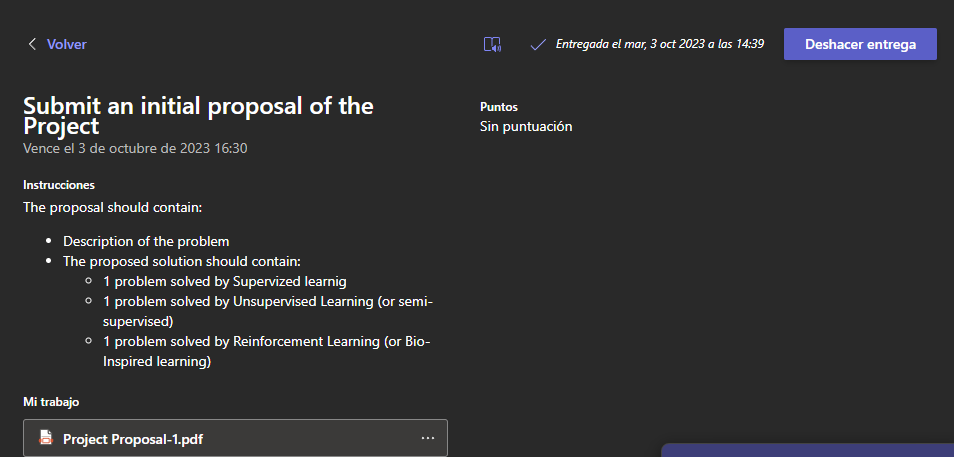 Volver
Entregada el mar, 3 oct 2023 a las 14:39
Deshacer entrega
Submit an initial proposal of the
Project
Vence el 3 de octubre de 2023 16:30
Puntos
Sin puntuación
Instrucciones
The proposal should contain:
• Description of the problem
• The proposed solution should contain:
○ 1 problem solved by Supervized learnig
○ 1 problem solved by Unsupervised Learning (or semi-
supervised)
○ 1 problem solved by Reinforcement Learning (or Bio-
Inspired learning)
Mi trabajo
Project Proposal-1.pdf